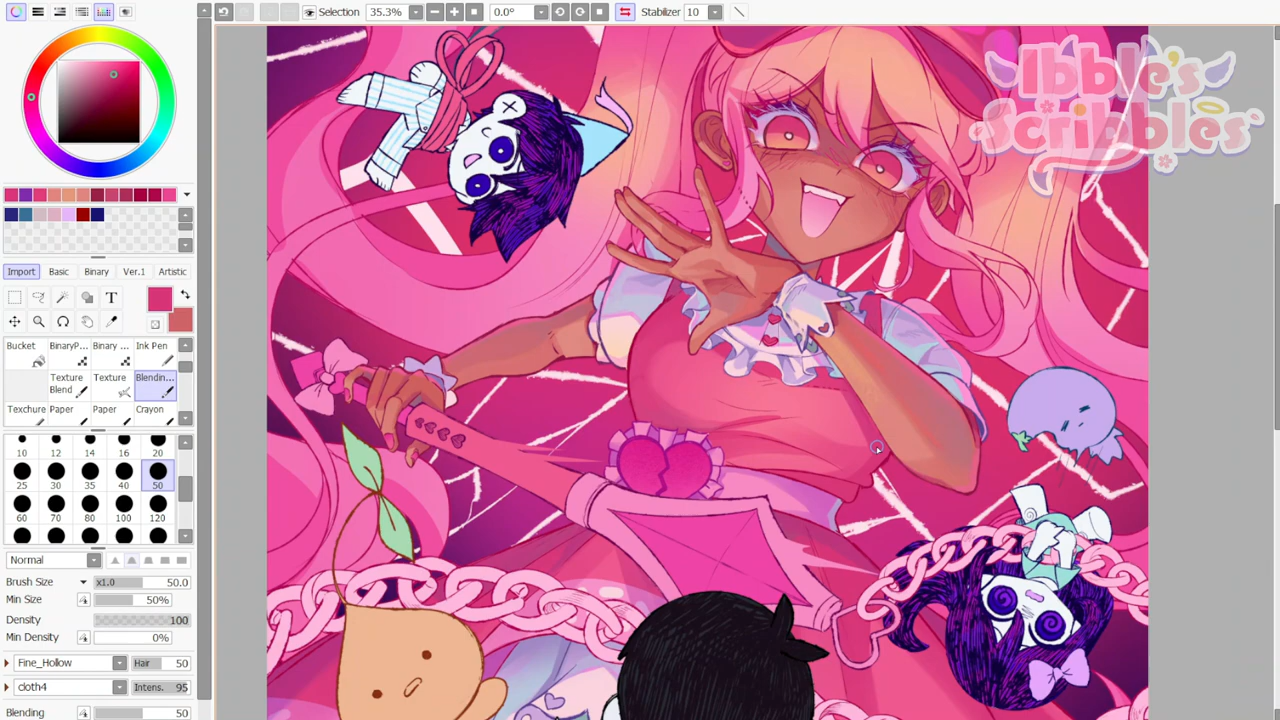 Selection 35.3% 0.0° Stabilizer 10
Ibble's
Scribbles
Import Basic Binary Ver.1 Artistic
T
Bucket BinaryP... Binary ... Ink Pen
Texture Blend Texture ... Blendin...
Texchure Paper Paper Crayon
10 12 14 16 20
25 30 35 40 50
60 70 80 100 120
Normal
Brush Size x1.0 50.0
Min Size 50%
Density 100
Min Density 0%
Fine_Hollow Hair 50
cloth4 Intens. 95
Blending 50